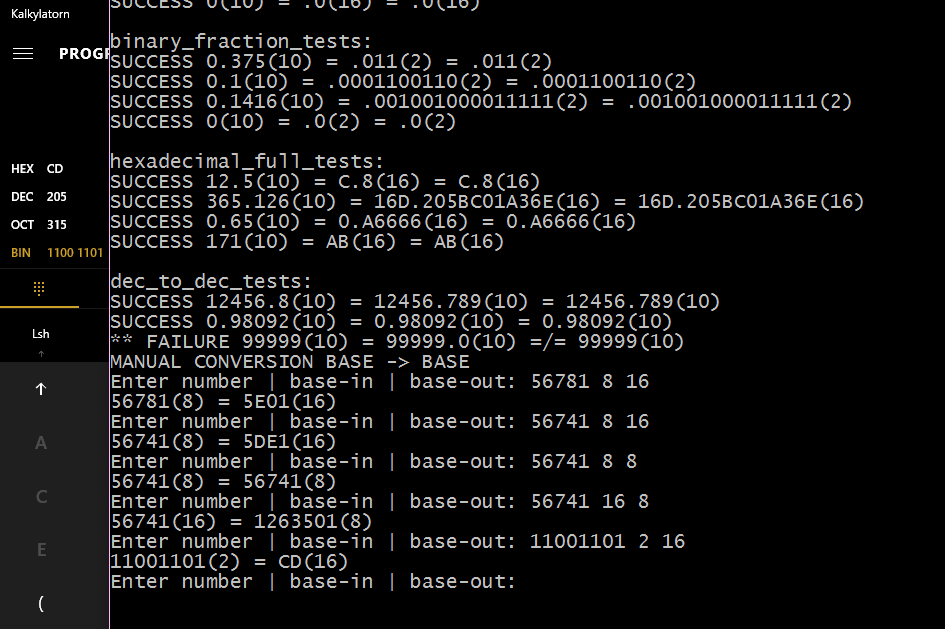 Kalkylatorn
PROGR
HEX CD
DEC 205
OCT 315
BIN 1100 1101
Lsh
↑
↑
A
C
E
(
SUCCESS 0(10) = .0(16) = .0(16)
binary_fraction_tests:
SUCCESS 0.375(10) = .011(2) = .011(2)
SUCCESS 0.1(10) = .0001100110(2) = .0001100110(2)
SUCCESS 0.1416(10) = .001001000011111(2) = .001001000011111(2)
SUCCESS 0(10) = .0(2) = .0(2)
hexadecimal_full_tests:
SUCCESS 12.5(10) = C.8(16) = C.8(16)
SUCCESS 365.126(10) = 16D.205BC01A36E(16) = 16D.205BC01A36E(16)
SUCCESS 0.65(10) = 0.A6666(16) = 0.A6666(16)
SUCCESS 171(10) = AB(16) = AB(16)
dec_to_dec_tests:
SUCCESS 12456.8(10) = 12456.789(10) = 12456.789(10)
SUCCESS 0.98092(10) = 0.98092(10) = 0.98092(10)
** FAILURE 99999(10) = 99999.0(10) =/= 99999(10)
MANUAL CONVERSION BASE -> BASE
Enter number | base-in | base-out: 56781 8 16
56781(8) = 5E01(16)
Enter number | base-in | base-out: 56741 8 16
56741(8) = 5DE1(16)
Enter number | base-in | base-out: 56741 8 8
56741(8) = 56741(8)
Enter number | base-in | base-out: 56741 16 8
56741(16) = 1263501(8)
Enter number | base-in | base-out: 11001101 2 16
11001101(2) = CD(16)
Enter number | base-in | base-out: